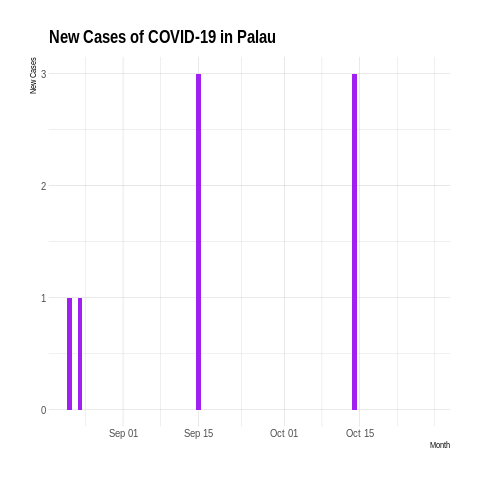 New Cases of COVID-19 in Palau
New Cases
3
2
1
0
Sep 01 Sep 15 Oct 01 Oct 15
Month